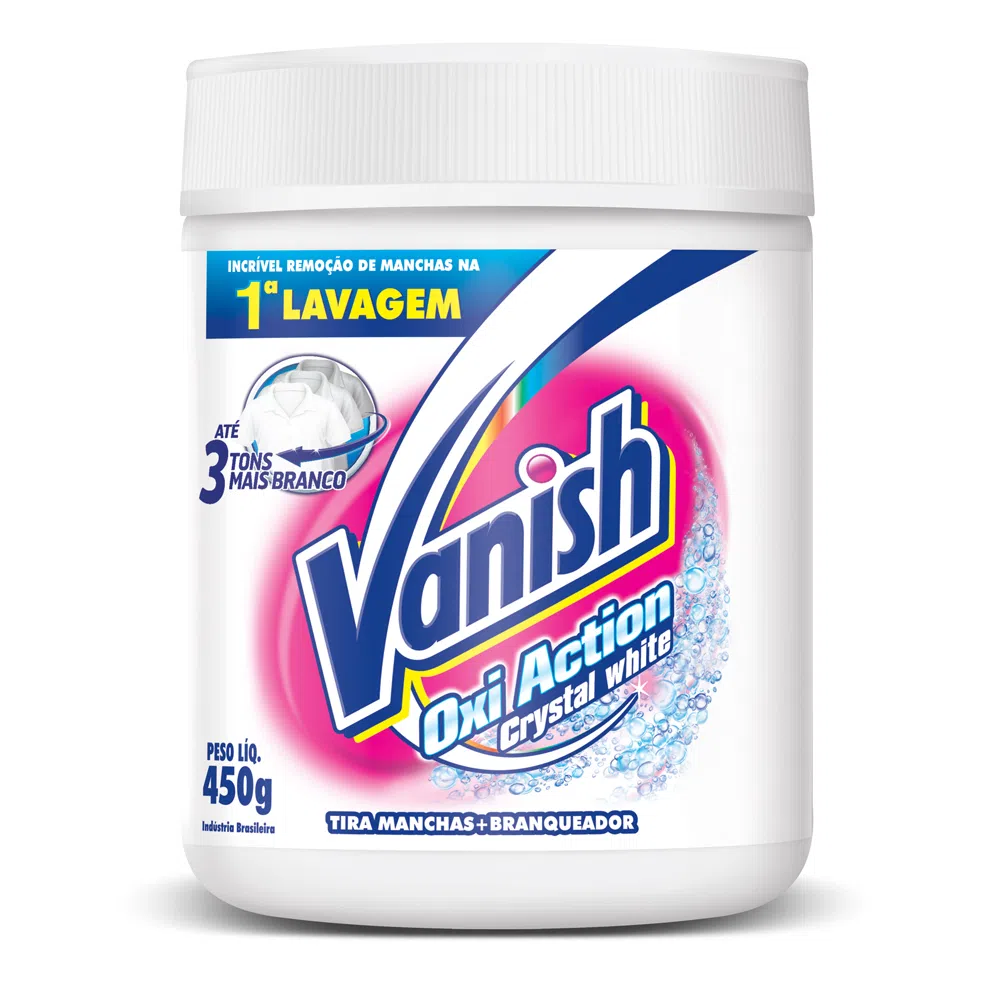 INCRÍVEL REMOÇÃO DE MANCHAS NA
1ª LAVAGEM
ATÉ
3 TONS
MAIS BRANCO
Vanish
Oxi Action
Crystal white
PESO LÍQ.
450g
Indústria Brasileira
TIRA MANCHAS+BRANQUEADOR